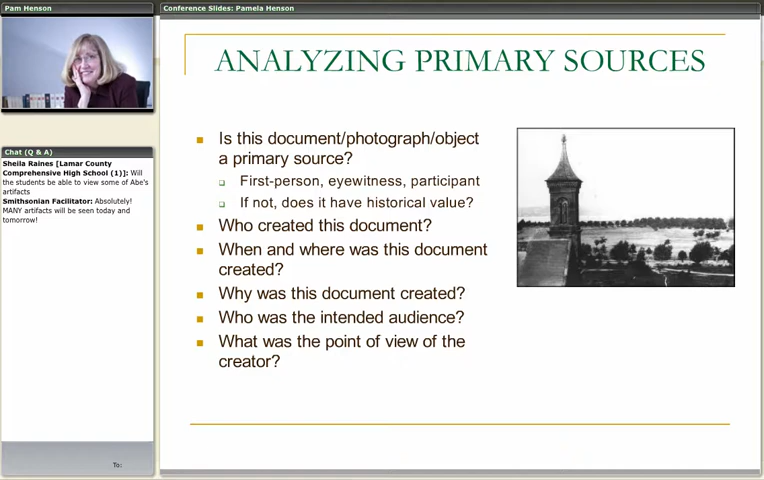 Pam Henson
Conference Slides: Pamela Henson
Chat (Q & A)
Sheila Raines [Lamar County
Comprehensive High School (1)]: Will
the students be able to view some of Abe's
artifacts
Smithsonian Facilitator: Absolutely!
MANY artifacts will be seen today and
tomorrow!
To:
ANALYZING PRIMARY SOURCES
Is this document/photograph/object
a primary source?
First-person, eyewitness, participant
If not, does it have historical value?
Who created this document?
When and where was this document
created?
Why was this document created?
Who was the intended audience?
What was the point of view of the
creator?